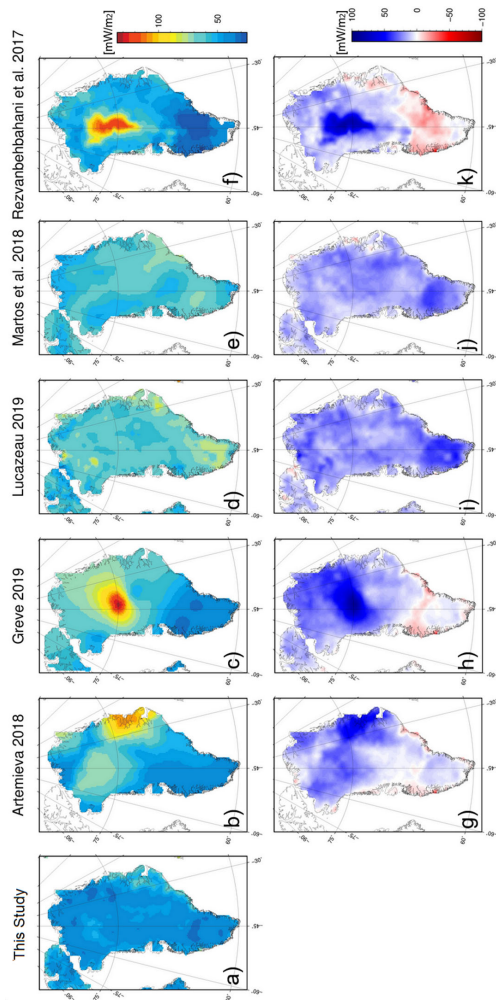 This Study
Artemieva 2018
Greve 2019
Lucazeau 2019
Martos et al. 2018
Rezvanbehbahani et al. 2017
a)
b)
c)
d)
e)
f)
[mW/m2]
100
50
g)
h)
i)
j)
k)
[mW/m2]
100
50
0
-50
-100